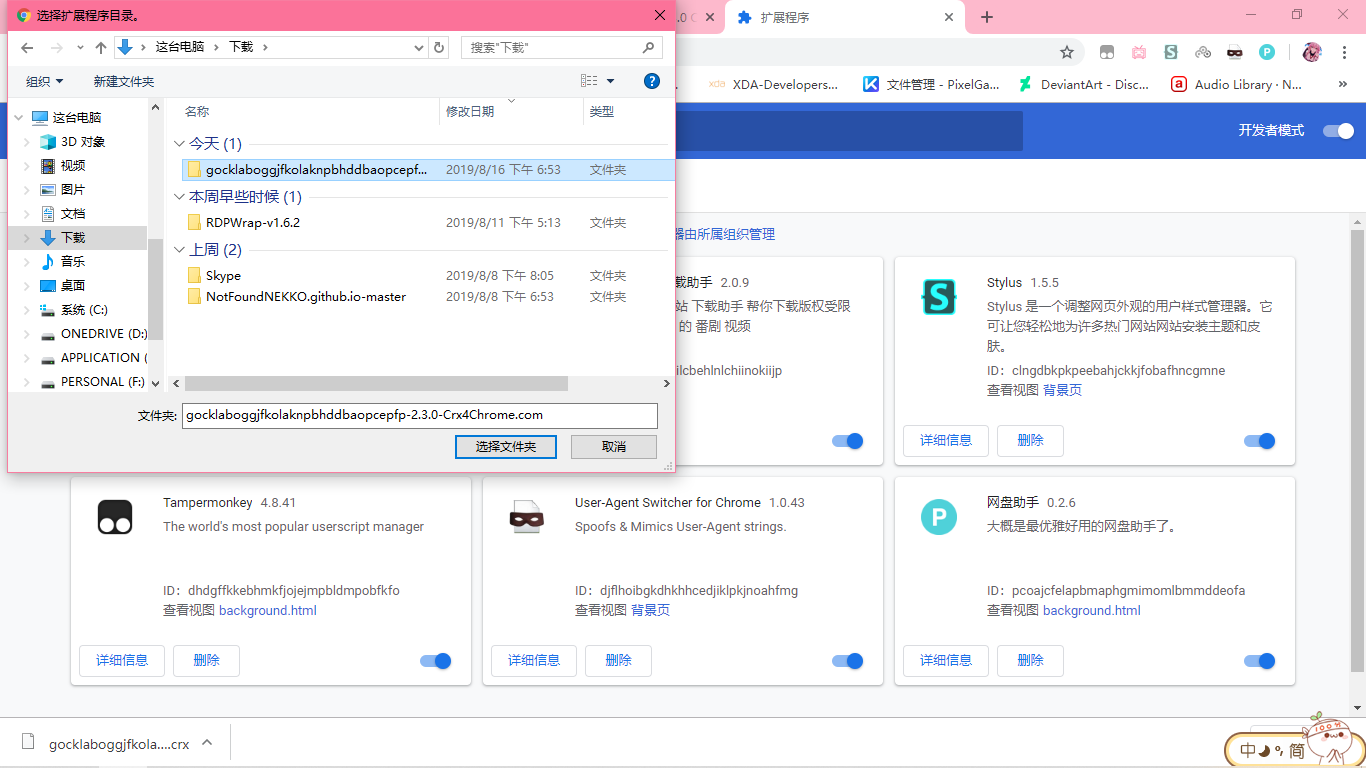 选择扩展程序目录。
.0 C
扩展程序
这台电脑
下载
搜索"下载"
组织
新建文件夹
XDA-Developers...
文件管理 - PixelGa...
DeviantArt - Disc...
Audio Library · N...
»
开发者模式
名称
修改日期
类型
这台电脑
3D 对象
视频
图片
文档
下载
音乐
桌面
系统 (C:)
ONEDRIVE (D:)
APPLICATION (
PERSONAL (F:)
今天 (1)
gocklaboggjfkolaknpbhddbaopcepf...
2019/8/16 下午 6:53
文件夹
本周早些时候 (1)
RDPWrap-v1.6.2
2019/8/11 下午 5:13
文件夹
上周 (2)
Skype
2019/8/8 下午 8:05
文件夹
NotFoundNEKKO.github.io-master
2019/8/8 下午 6:53
文件夹
文件夹:
gocklaboggjfkolaknpbhddbaopcepfp-2.3.0-Crx4Chrome.com
选择文件夹
取消
器由所属组织管理
载助手 2.0.9
站 下载助手 帮你下载版权受限
的 番剧 视频
ilcbehlnlchiinokiijp
Stylus 1.5.5
Stylus 是一个调整网页外观的用户样式管理器。它
可让您轻松地为许多热门网站网站安装主题和皮
肤。
ID：clngdbkpkpeebahjckkjfobafhncgmne
查看视图 背景页
详细信息
删除
Tampermonkey 4.8.41
The world's most popular userscript manager
ID：dhdgffkkebhmkfjojejmpbldmpobfkfo
查看视图 background.html
详细信息
删除
User-Agent Switcher for Chrome 1.0.43
Spoofs & Mimics User-Agent strings.
ID：djflhoibgkdhkhhcedjiklpkjnoahfmg
查看视图 背景页
详细信息
删除
网盘助手 0.2.6
大概是最优雅好用的网盘助手了。
ID：pcoajcfelapbmaphgmimomlbmmddeofa
查看视图 background.html
详细信息
删除
gocklaboggjfkola....crx
中
简
100%